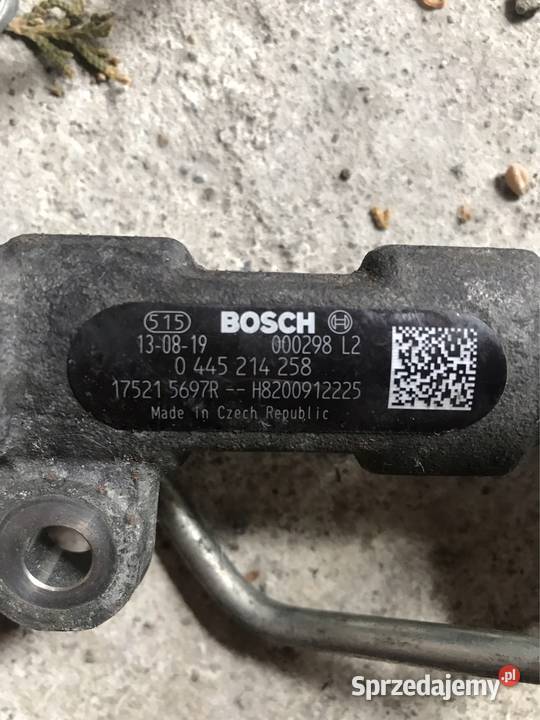 515 BOSCH
13-08-19 000298 L2
0 445 214 258
17521 5697R -- H8200912225
Made in Czech Republic
Sprzedajemy.pl